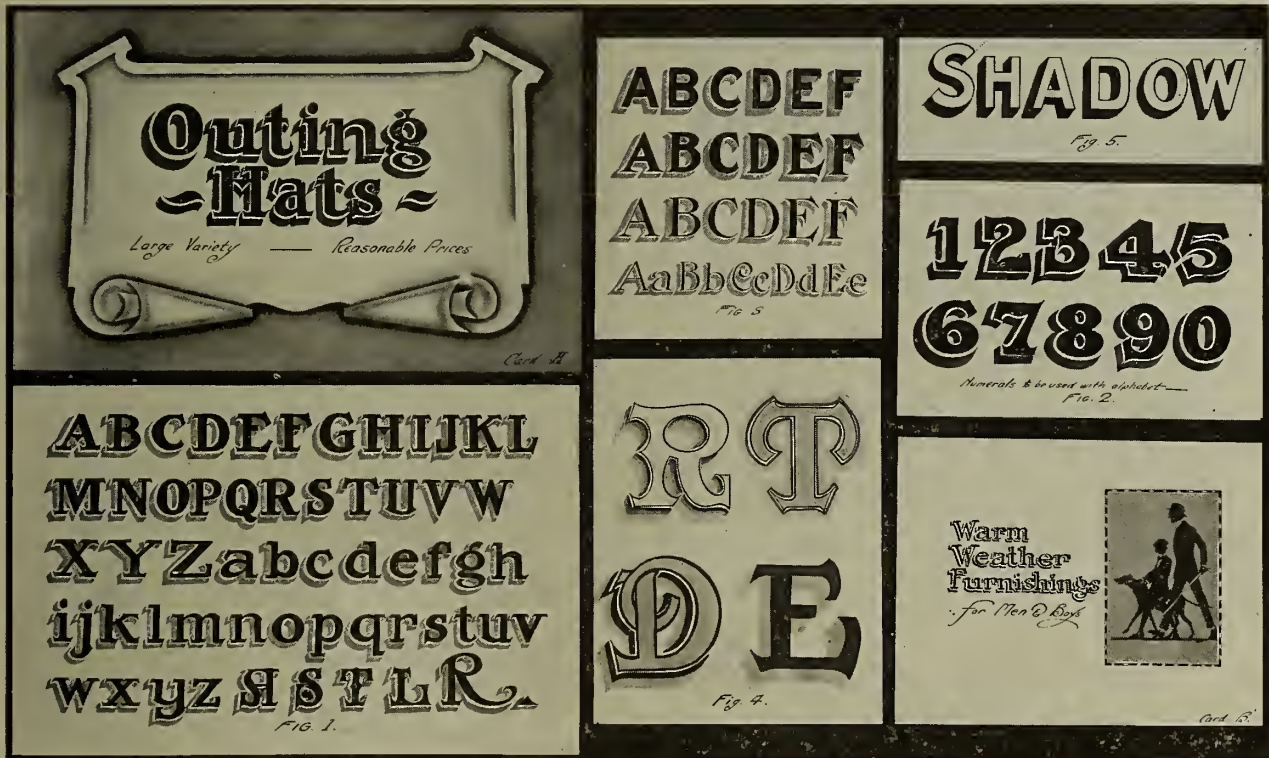 Outing
~Hats~
Large Variety — Reasonable Prices
Card A
ABCDEFGHIJKL
MNOPQRSTUVW
XYZabcdefgh
ijklmnopqrstuv
wxyz A S T L R
FIG. 1.
ABCDEF
ABCDEF
ABCDEF
AaBbCcDdEe
FIG 3
R T
D E
Fig. 4.
SHADOW
Fig. 5.
12345
67890
Numerals to be used with alphabet—
FIG. 2.
Warm
Weather
Furnishings
for Men & Boys
Card B.